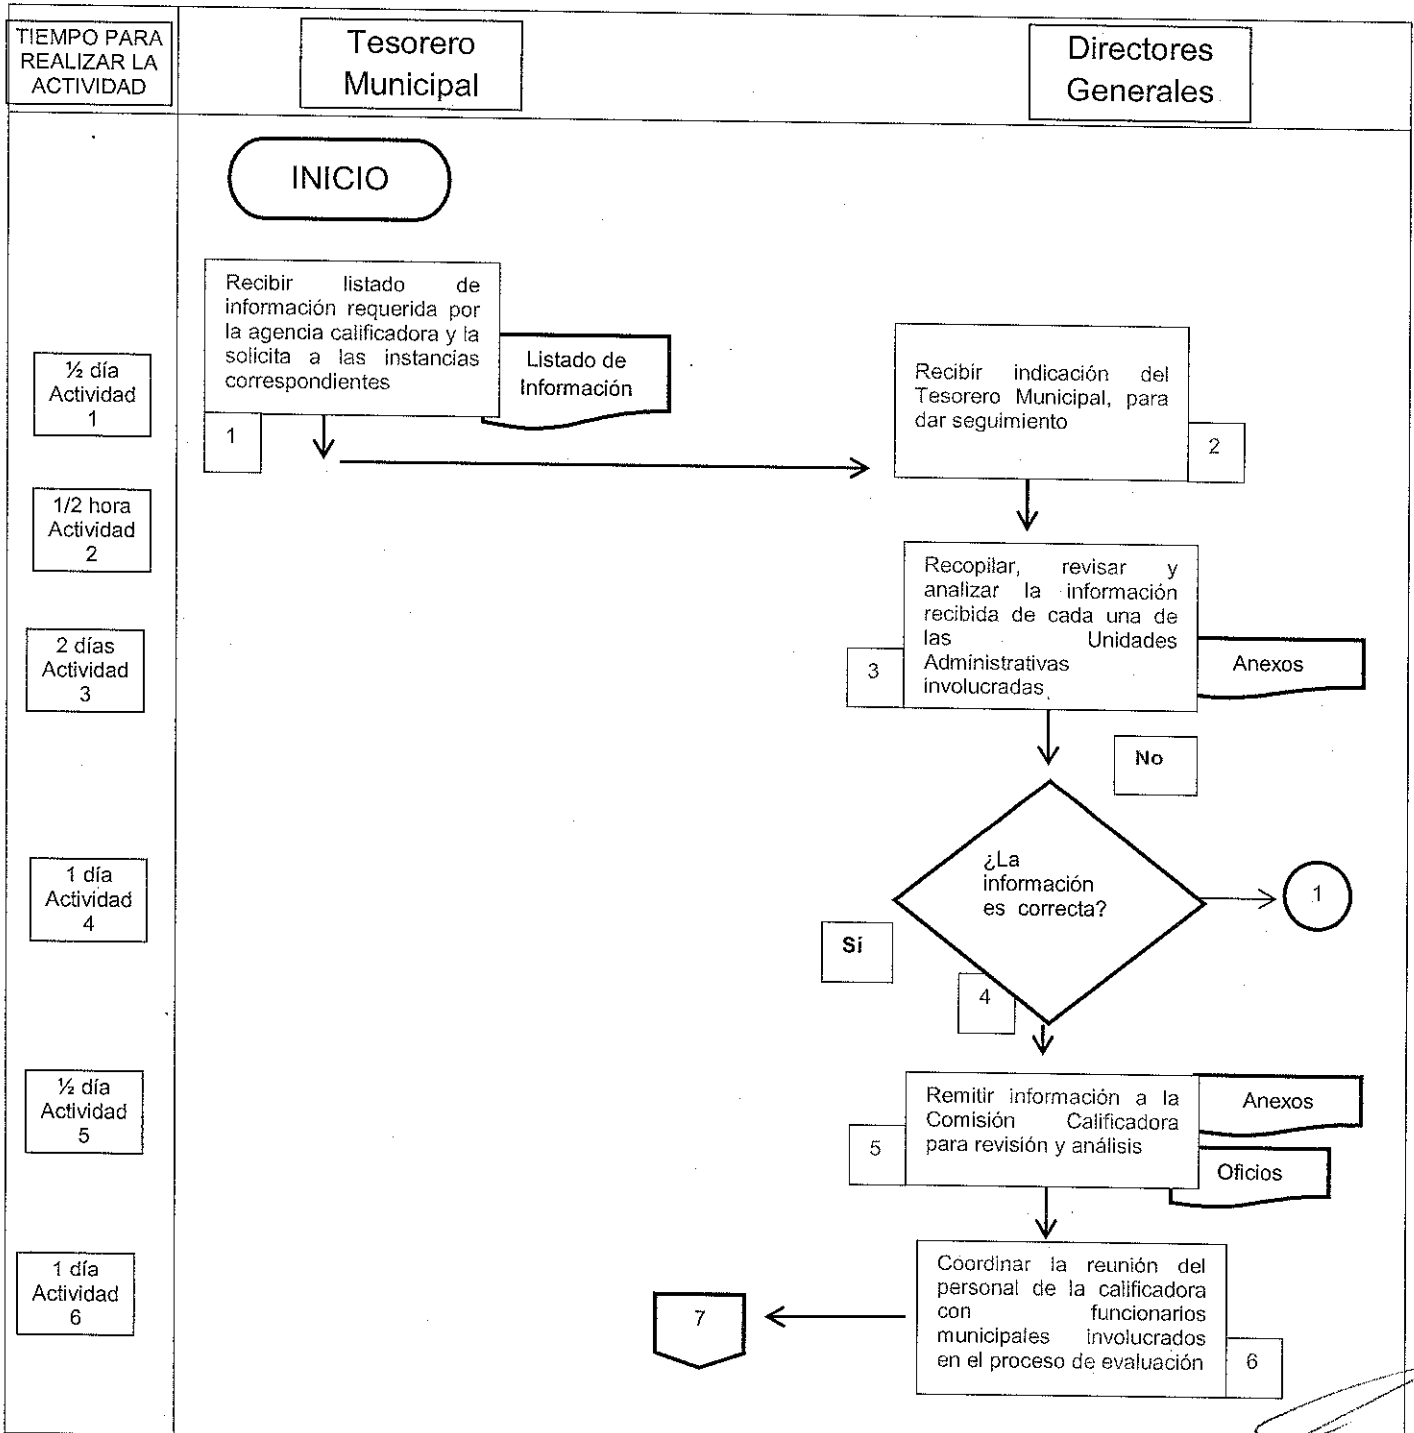 TIEMPO PARA
REALIZAR LA
ACTIVIDAD
Tesorero
Municipal
Directores
Generales
INICIO
Recibir listado de
información requerida por
la agencia calificadora y la
solicita a las instancias
correspondientes
1
Listado de
Información
½ día
Actividad
1
Recibir indicación del
Tesorero Municipal, para
dar seguimiento
2
1/2 hora
Actividad
2
Recopilar, revisar y
analizar la información
recibida de cada una de
las Unidades
Administrativas
involucradas
3
Anexos
2 días
Actividad
3
No
¿La
información
es correcta?
1
Sí
4
1 día
Actividad
4
½ día
Actividad
5
Remitir información a la
Comisión Calificadora
para revisión y análisis
5
Anexos
Oficios
1 día
Actividad
6
Coordinar la reunión del
personal de la calificadora
con funcionarios
municipales involucrados
en el proceso de evaluación
6
7